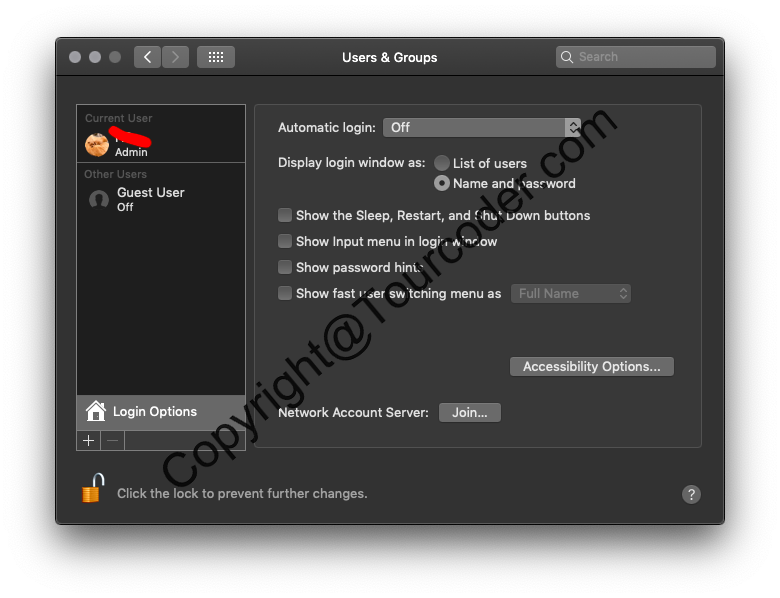 Users & Groups
Search
Current User
Admin
Other Users
Guest User
Off
Login Options
Automatic login: Off
Display login window as: List of users
Name and password
Show the Sleep, Restart, and Shut Down buttons
Show Input menu in login window
Show password hints
Show fast user switching menu as Full Name
Accessibility Options...
Network Account Server: Join...
Click the lock to prevent further changes.
?
Copyright@Tourcoder.com